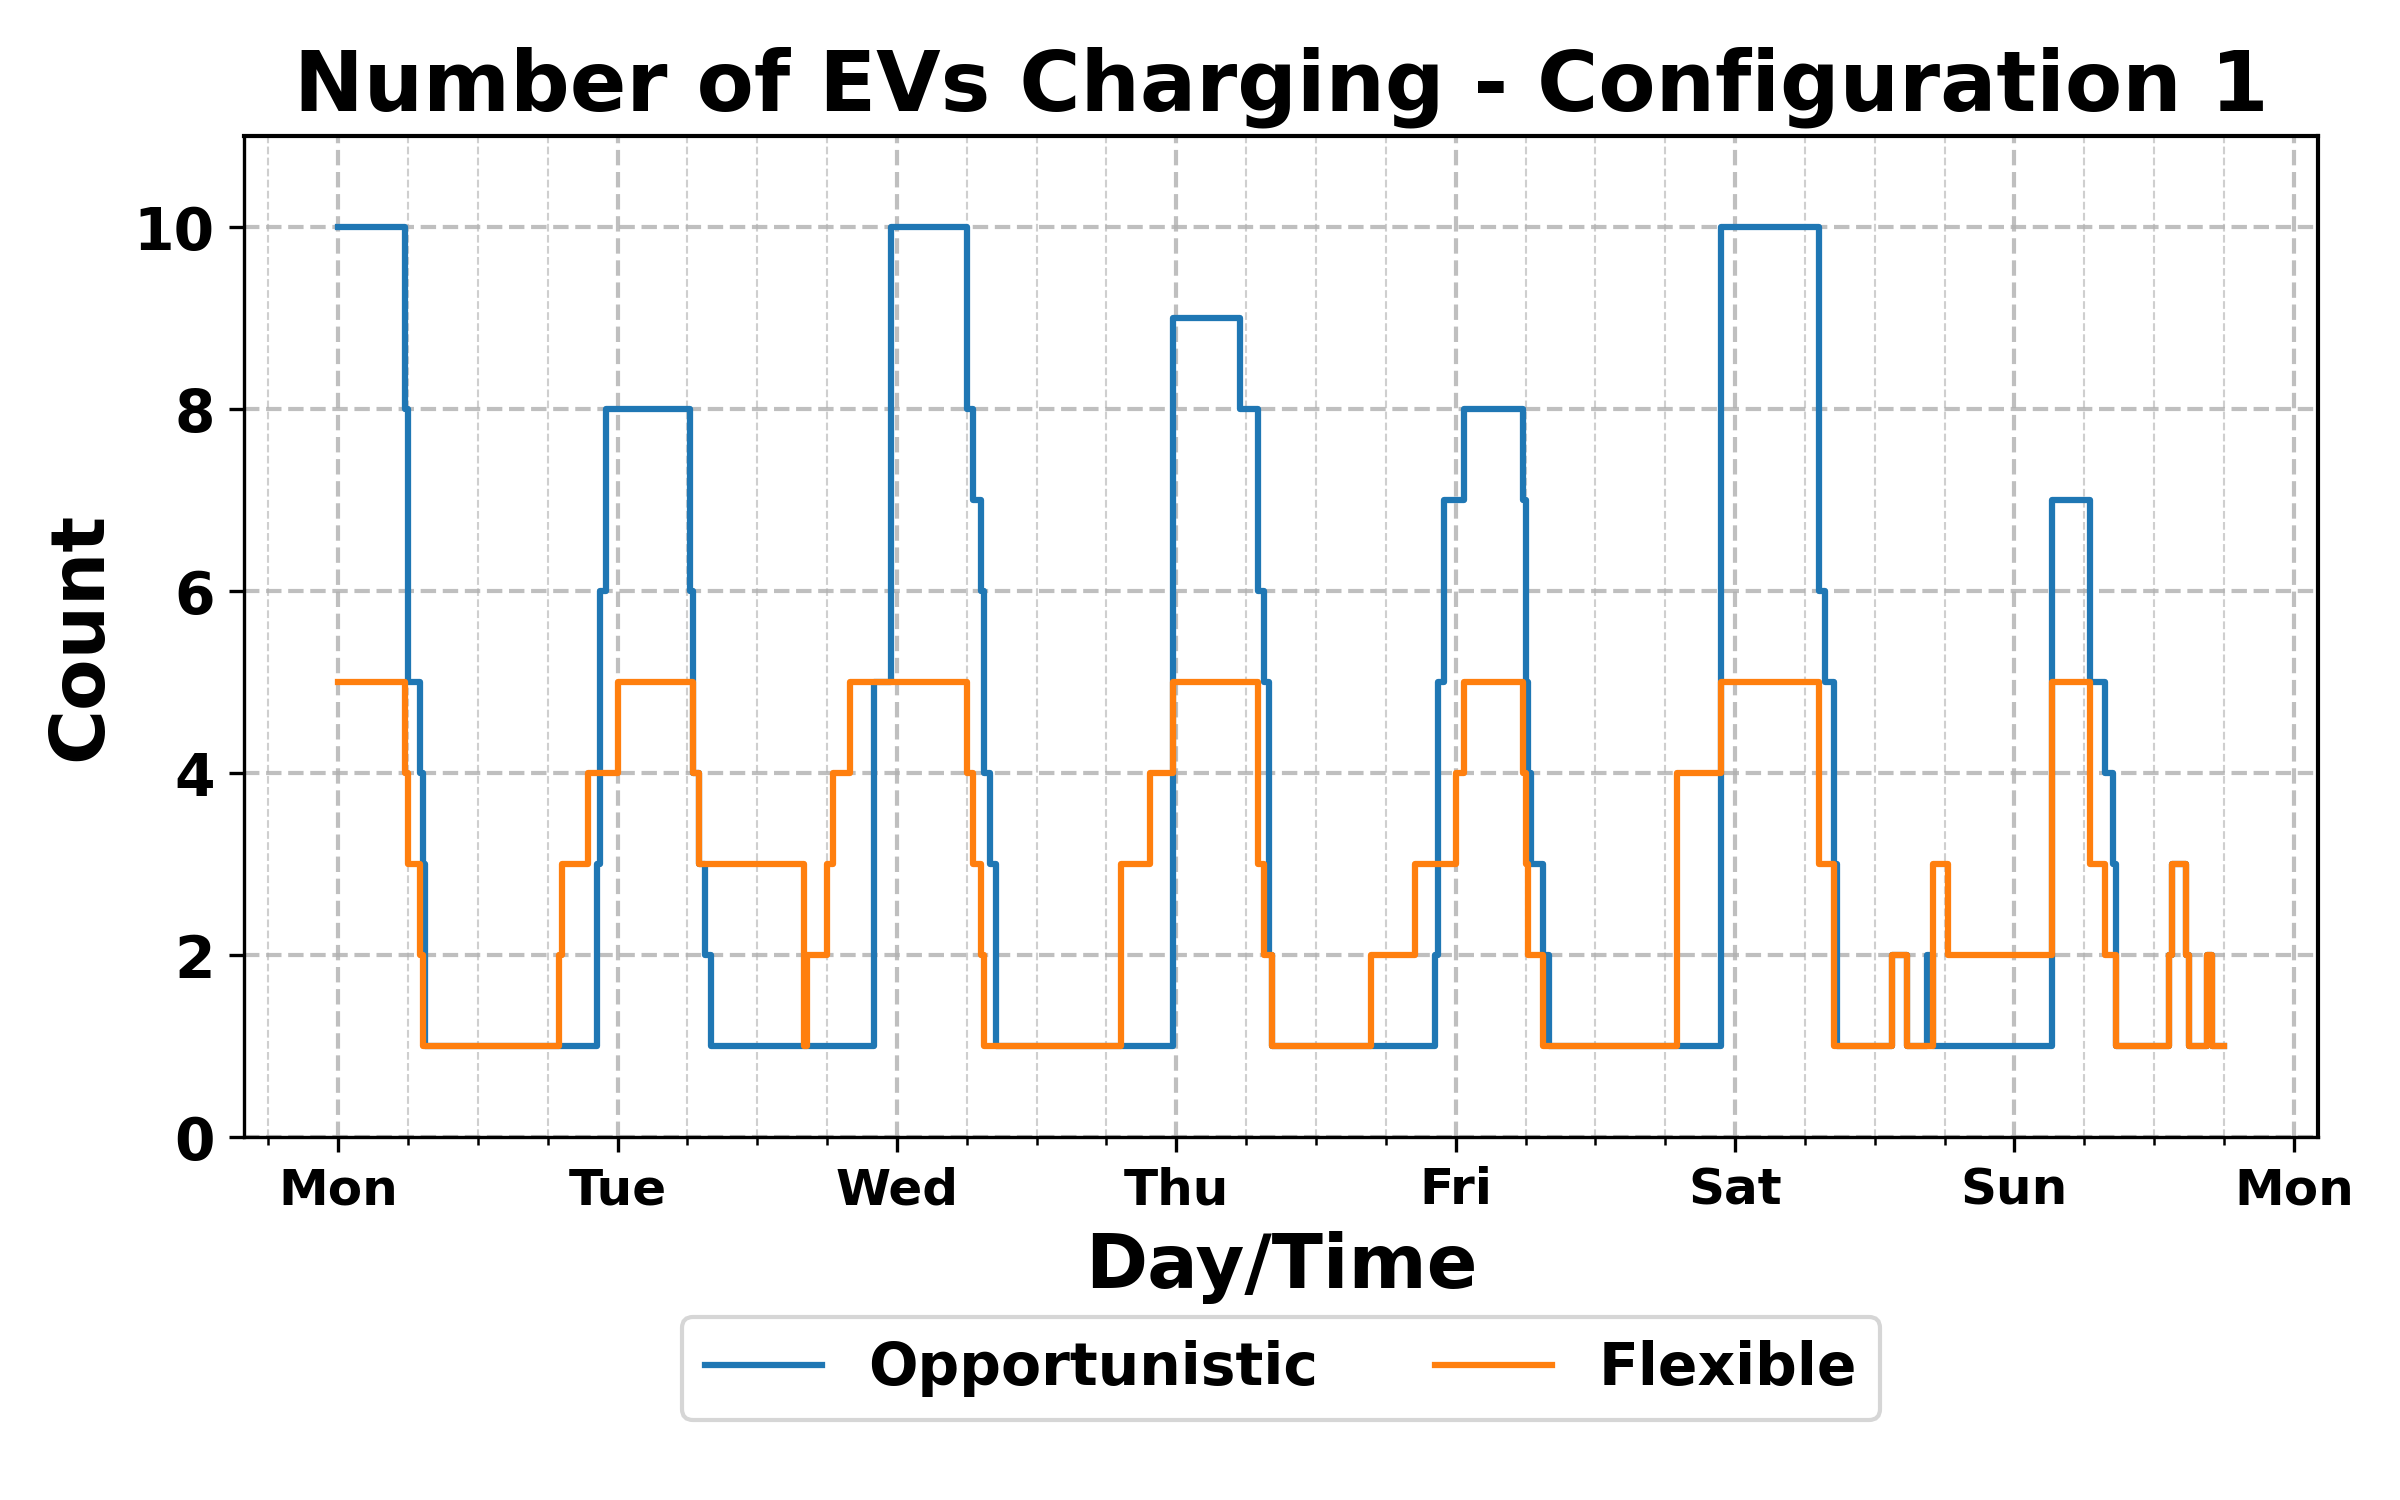 Number of EVs Charging - Configuration 1
10
8
6
4
2
0
Count
Mon Tue Wed Thu Fri Sat Sun Mon
Day/Time
Opportunistic Flexible